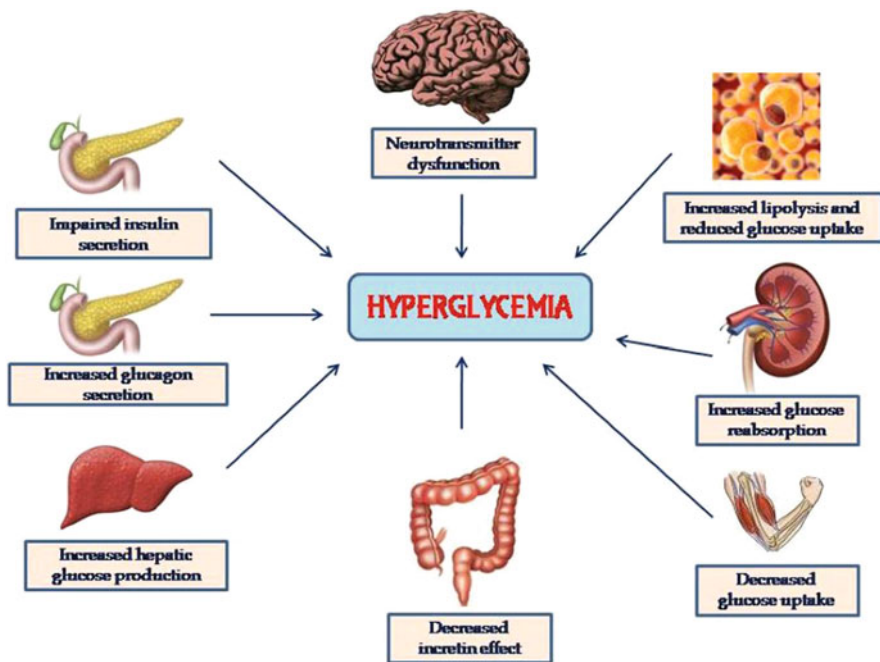 Neurotransmitter
dysfunction
Impaired insulin
secretion
Increased lipolysis and
reduced glucose uptake
HYPERGLYCEMIA
Increased glucagon
secretion
Increased glucose
reabsorption
Increased hepatic
glucose production
Decreased
incretin effect
Decreased
glucose uptake